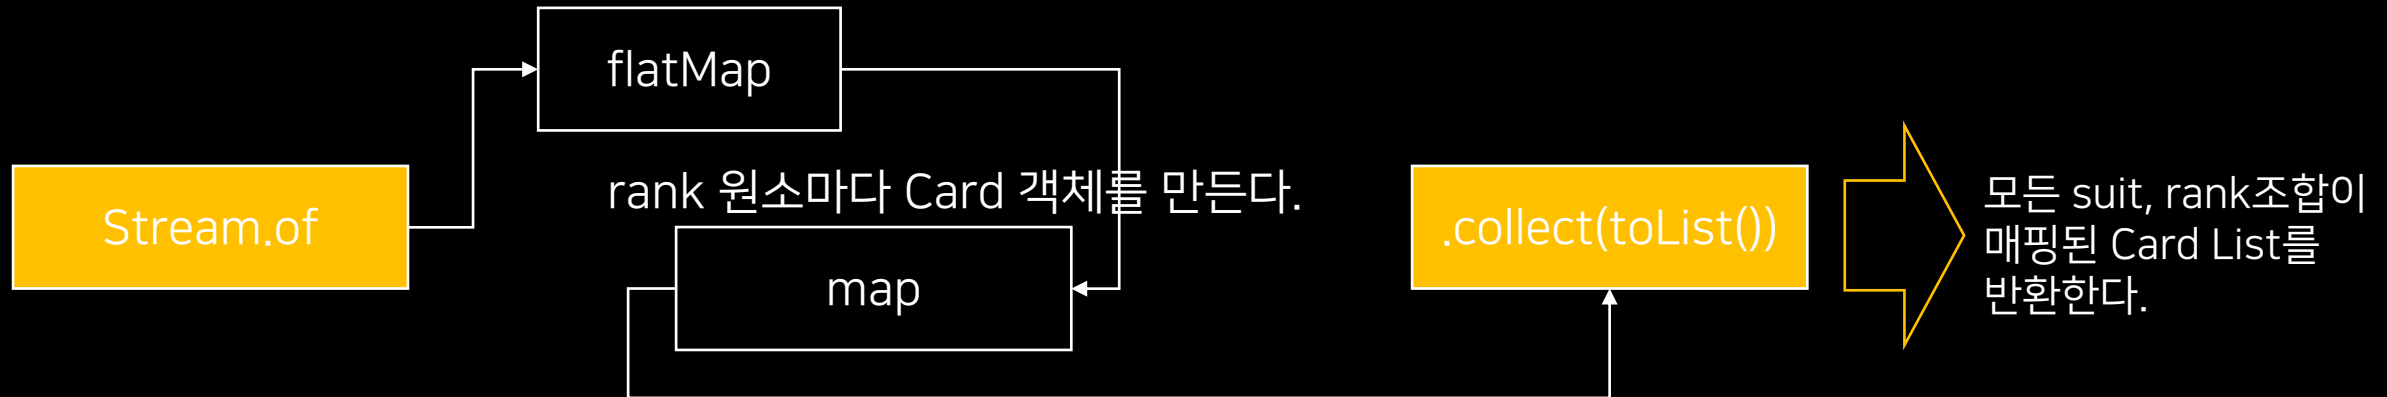 flatMap
Stream.of
rank 원소마다 Card 객체를 만든다.
map
.collect(toList())
모든 suit, rank조합이
매핑된 Card List를
반환한다.